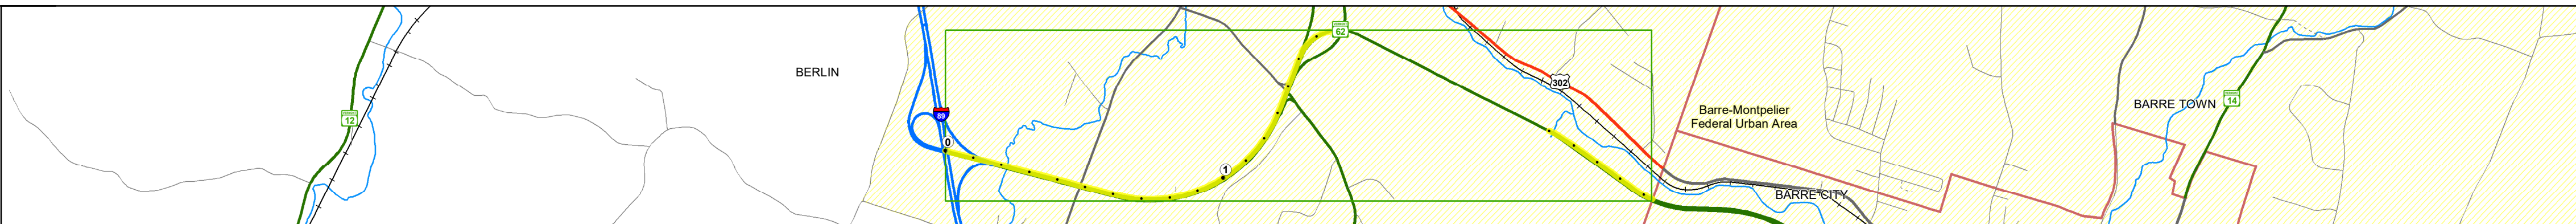 62
BERLIN
302
BARRE TOWN
14
Barre-Montpelier
Federal Urban Area
89
12
0
1
BARRE CITY